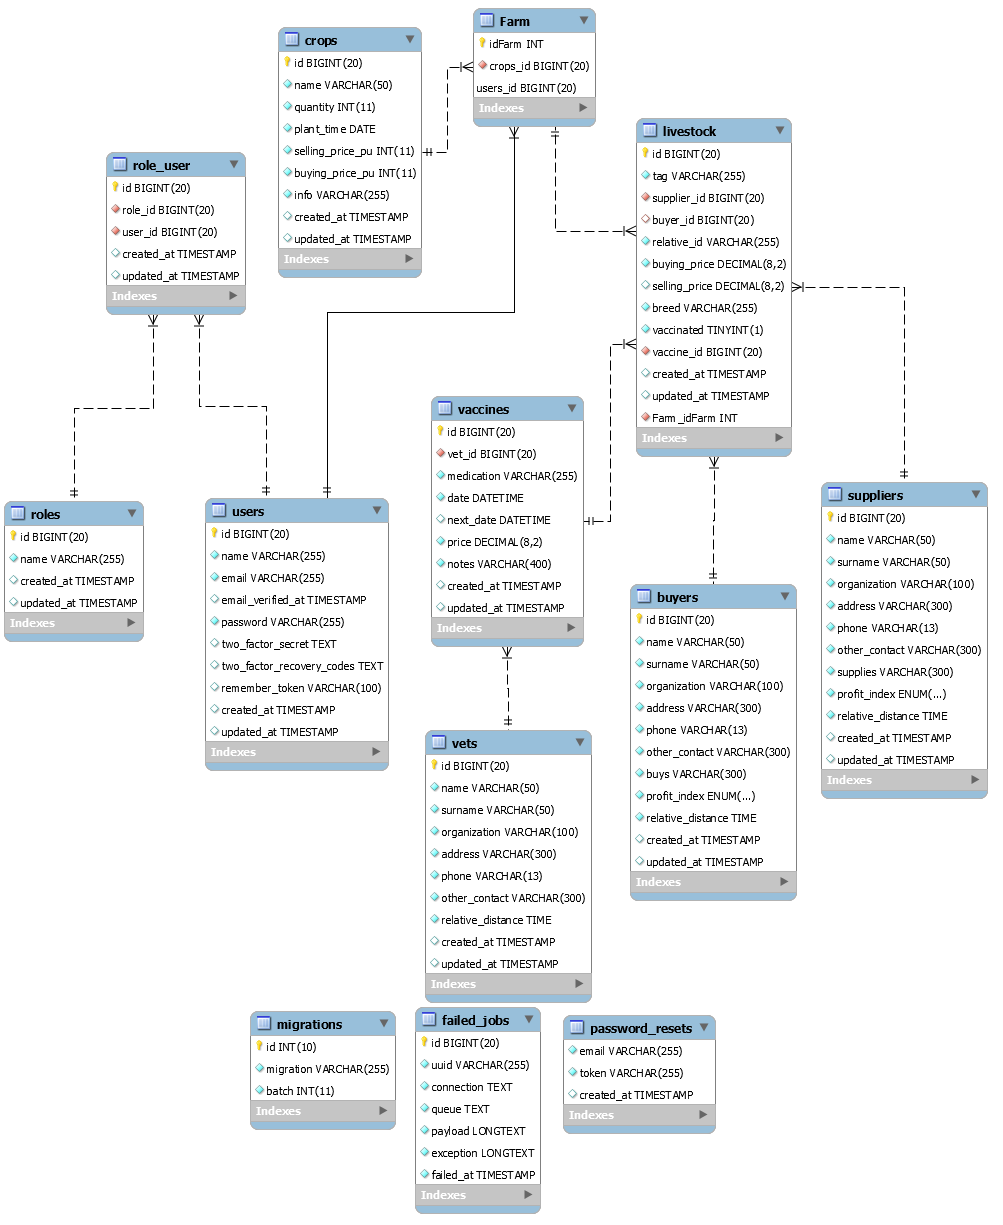 Farm
idFarm INT
crops_id BIGINT(20)
users_id BIGINT(20)
Indexes
crops
id BIGINT(20)
name VARCHAR(50)
quantity INT(11)
plant_time DATE
selling_price_pu INT(11)
buying_price_pu INT(11)
info VARCHAR(255)
created_at TIMESTAMP
updated_at TIMESTAMP
Indexes
livestock
id BIGINT(20)
tag VARCHAR(255)
supplier_id BIGINT(20)
buyer_id BIGINT(20)
relative_id VARCHAR(255)
buying_price DECIMAL(8,2)
selling_price DECIMAL(8,2)
breed VARCHAR(255)
vaccinated TINYINT(1)
vaccine_id BIGINT(20)
created_at TIMESTAMP
updated_at TIMESTAMP
Farm_idFarm INT
Indexes
role_user
id BIGINT(20)
role_id BIGINT(20)
user_id BIGINT(20)
created_at TIMESTAMP
updated_at TIMESTAMP
Indexes
vaccines
id BIGINT(20)
vet_id BIGINT(20)
medication VARCHAR(255)
date DATETIME
next_date DATETIME
price DECIMAL(8,2)
notes VARCHAR(400)
created_at TIMESTAMP
updated_at TIMESTAMP
Indexes
roles
id BIGINT(20)
name VARCHAR(255)
created_at TIMESTAMP
updated_at TIMESTAMP
Indexes
users
id BIGINT(20)
name VARCHAR(255)
email VARCHAR(255)
email_verified_at TIMESTAMP
password VARCHAR(255)
two_factor_secret TEXT
two_factor_recovery_codes TEXT
remember_token VARCHAR(100)
created_at TIMESTAMP
updated_at TIMESTAMP
Indexes
suppliers
id BIGINT(20)
name VARCHAR(50)
surname VARCHAR(50)
organization VARCHAR(100)
address VARCHAR(300)
phone VARCHAR(13)
other_contact VARCHAR(300)
supplies VARCHAR(300)
profit_index ENUM(...)
relative_distance TIME
created_at TIMESTAMP
updated_at TIMESTAMP
Indexes
buyers
id BIGINT(20)
name VARCHAR(50)
surname VARCHAR(50)
organization VARCHAR(100)
address VARCHAR(300)
phone VARCHAR(13)
other_contact VARCHAR(300)
buys VARCHAR(300)
profit_index ENUM(...)
relative_distance TIME
created_at TIMESTAMP
updated_at TIMESTAMP
Indexes
vets
id BIGINT(20)
name VARCHAR(50)
surname VARCHAR(50)
organization VARCHAR(100)
address VARCHAR(300)
phone VARCHAR(13)
other_contact VARCHAR(300)
relative_distance TIME
created_at TIMESTAMP
updated_at TIMESTAMP
Indexes
migrations
id INT(10)
migration VARCHAR(255)
batch INT(11)
Indexes
failed_jobs
id BIGINT(20)
uuid VARCHAR(255)
connection TEXT
queue TEXT
payload LONGTEXT
exception LONGTEXT
failed_at TIMESTAMP
Indexes
password_resets
email VARCHAR(255)
token VARCHAR(255)
created_at TIMESTAMP
Indexes